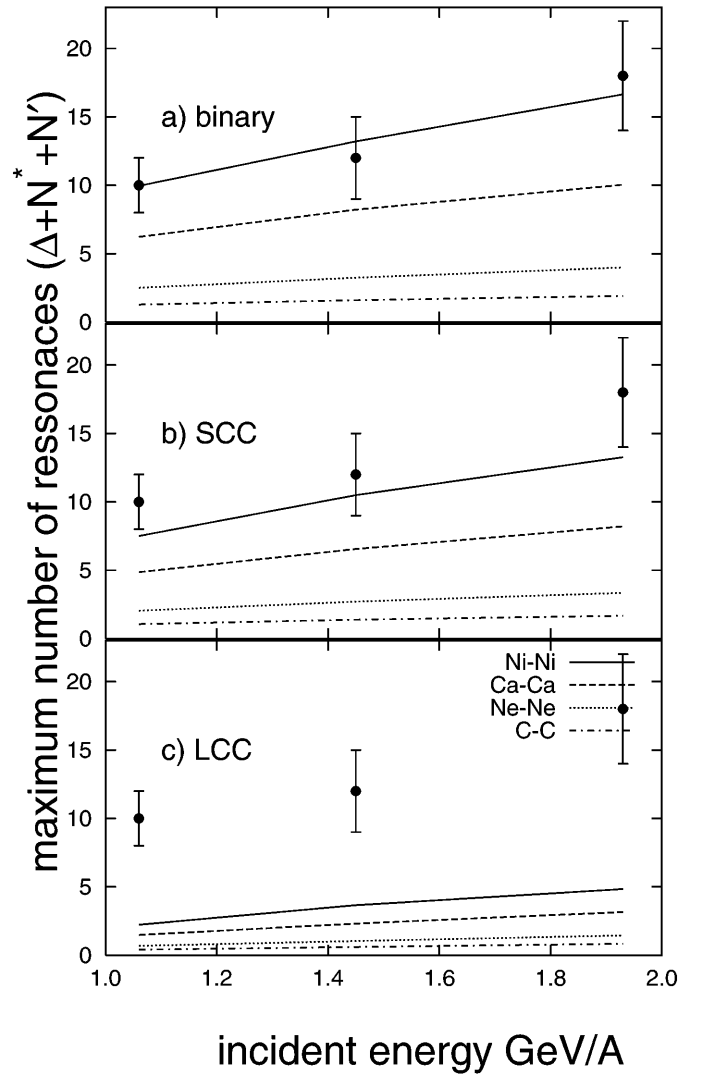 maximum number of ressonaces (Δ+N* +N′)
20
15
10
5
0
a) binary
20
15
10
5
0
b) SCC
20
15
10
5
0
c) LCC
Ni-Ni
Ca-Ca
Ne-Ne
C-C
1.0 1.2 1.4 1.6 1.8 2.0
incident energy GeV/A